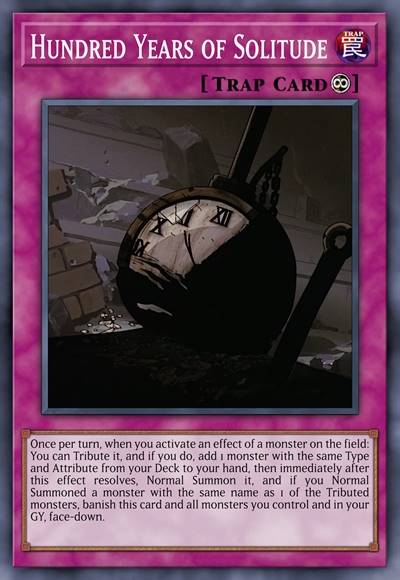 HUNDRED YEARS OF SOLITUDE
TRAP
罠
[TRAP CARD]
XII
Once per turn, when you activate an effect of a monster on the field:
You can Tribute it, and if you do, add 1 monster with the same Type
and Attribute from your Deck to your hand, then immediately after
this effect resolves, Normal Summon it, and if you Normal
Summoned a monster with the same name as 1 of the Tributed
monsters, banish this card and all monsters you control and in your
GY, face-down.